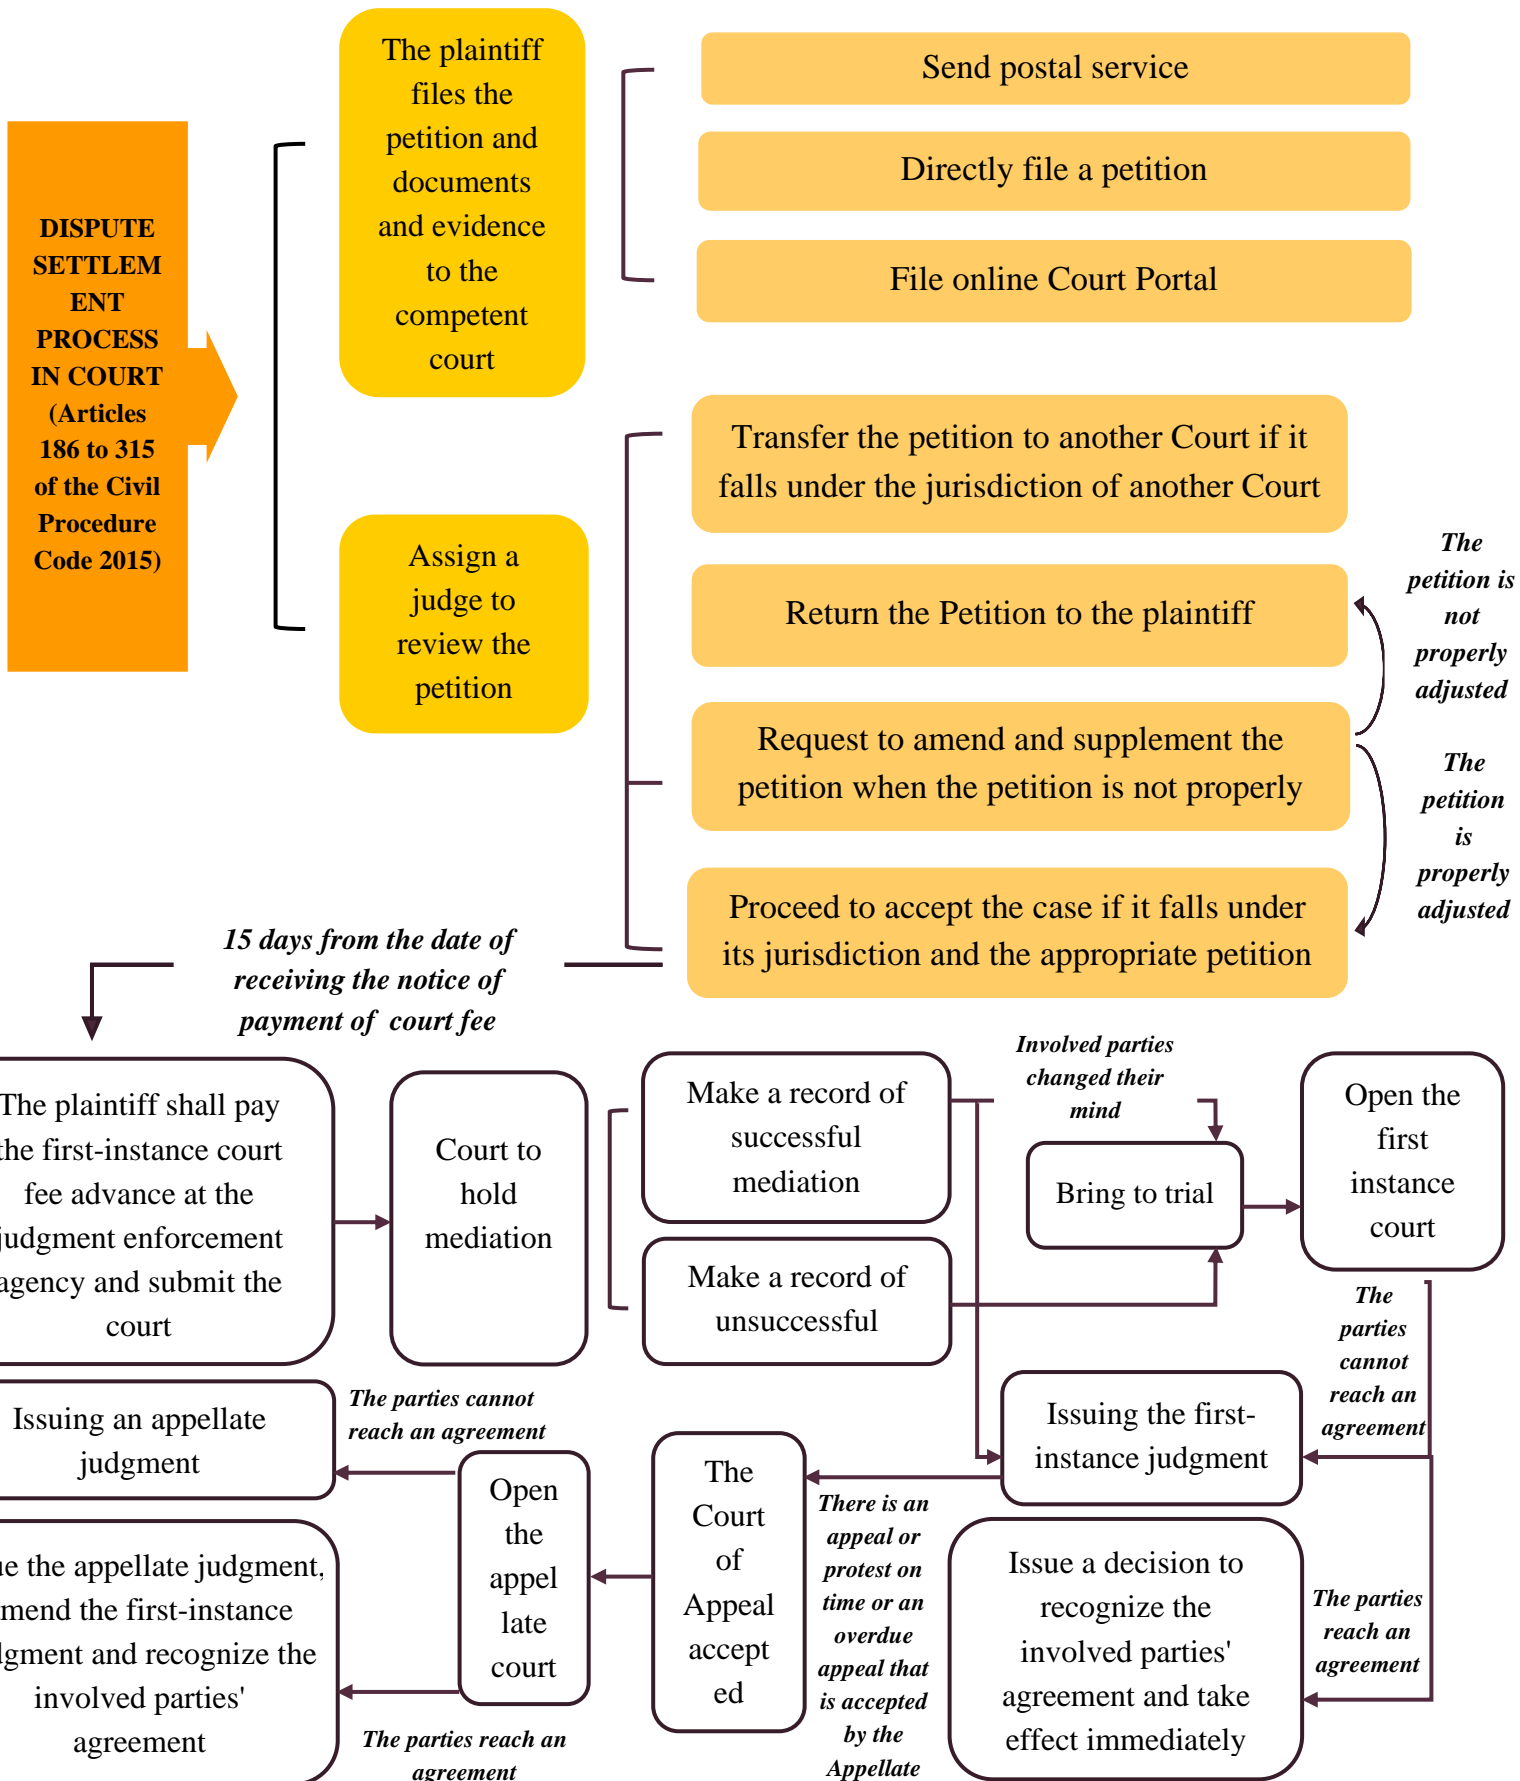 DISPUTE
SETTLEM
ENT
PROCESS
IN COURT
(Articles
186 to 315
of the Civil
Procedure
Code 2015)
The plaintiff
files the
petition and
documents
and evidence
to the
competent
court
Send postal service
Directly file a petition
File online Court Portal
Assign a
judge to
review the
petition
Transfer the petition to another Court if it
falls under the jurisdiction of another Court
Return the Petition to the plaintiff
Request to amend and supplement the
petition when the petition is not properly
Proceed to accept the case if it falls under
its jurisdiction and the appropriate petition
The
petition is
not
properly
adjusted
The
petition
is
properly
adjusted
15 days from the date of
receiving the notice of
payment of court fee
The plaintiff shall pay
the first-instance court
fee advance at the
judgment enforcement
agency and submit the
court
Court to
hold
mediation
Make a record of
successful
mediation
Make a record of
unsuccessful
Involved parties
changed their
mind
Bring to trial
Open the
first
instance
court
The
parties
cannot
reach an
agreement
Issuing the first-
instance judgment
Issue a decision to
recognize the
involved parties'
agreement and take
effect immediately
The parties
reach an
agreement
There is an
appeal or
protest on
time or an
overdue
appeal that
is accepted
by the
Appellate
The
Court
of
Appeal
accept
ed
Open
the
appel
late
court
The parties cannot
reach an agreement
Issuing an appellate
judgment
the appellate judgment,
the first-instance
and recognize the
involved parties'
agreement
The parties reach an
agreement